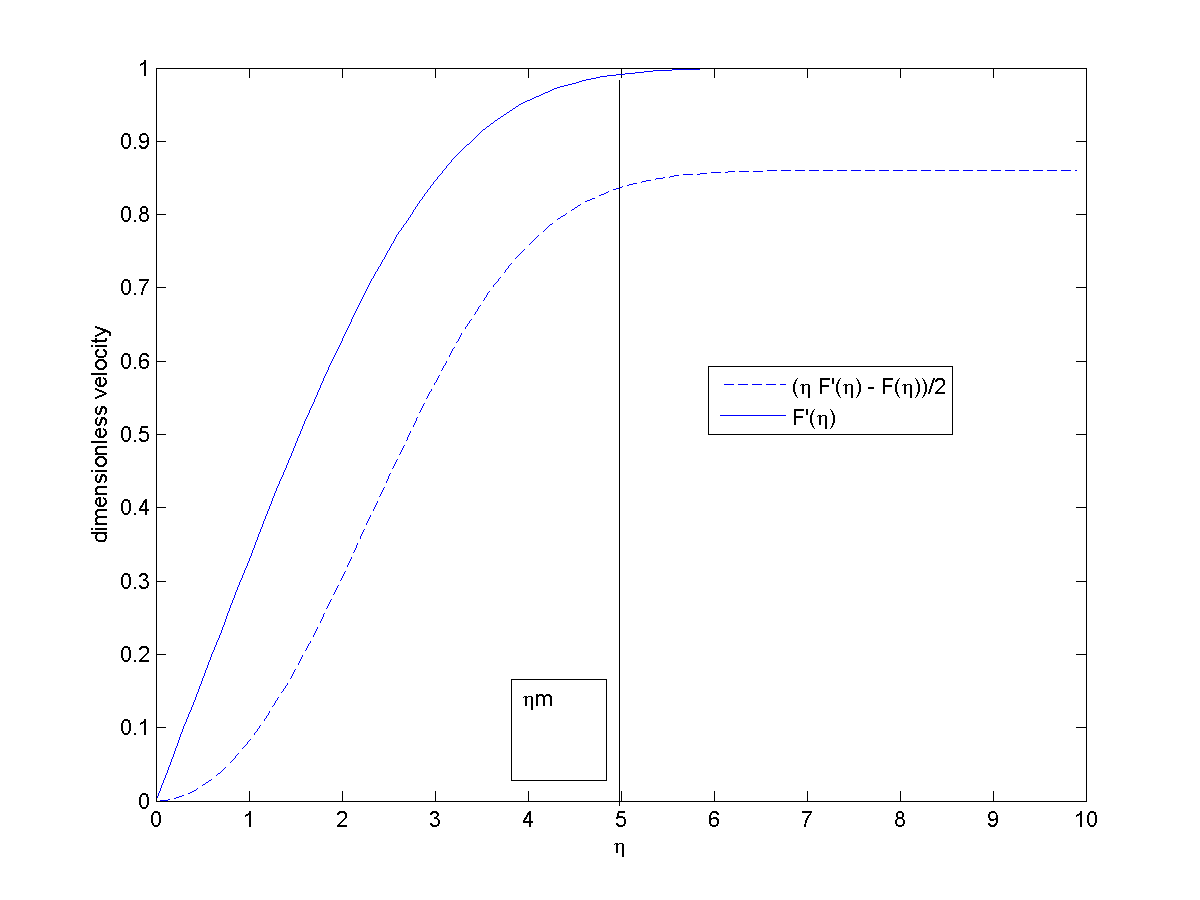 1
0.9
0.8
0.7
0.6
0.5
0.4
0.3
0.2
0.1
0
dimensionless velocity
(η F'(η) - F(η))/2
F'(η)
ηm
0 1 2 3 4 5 6 7 8 9 10
η